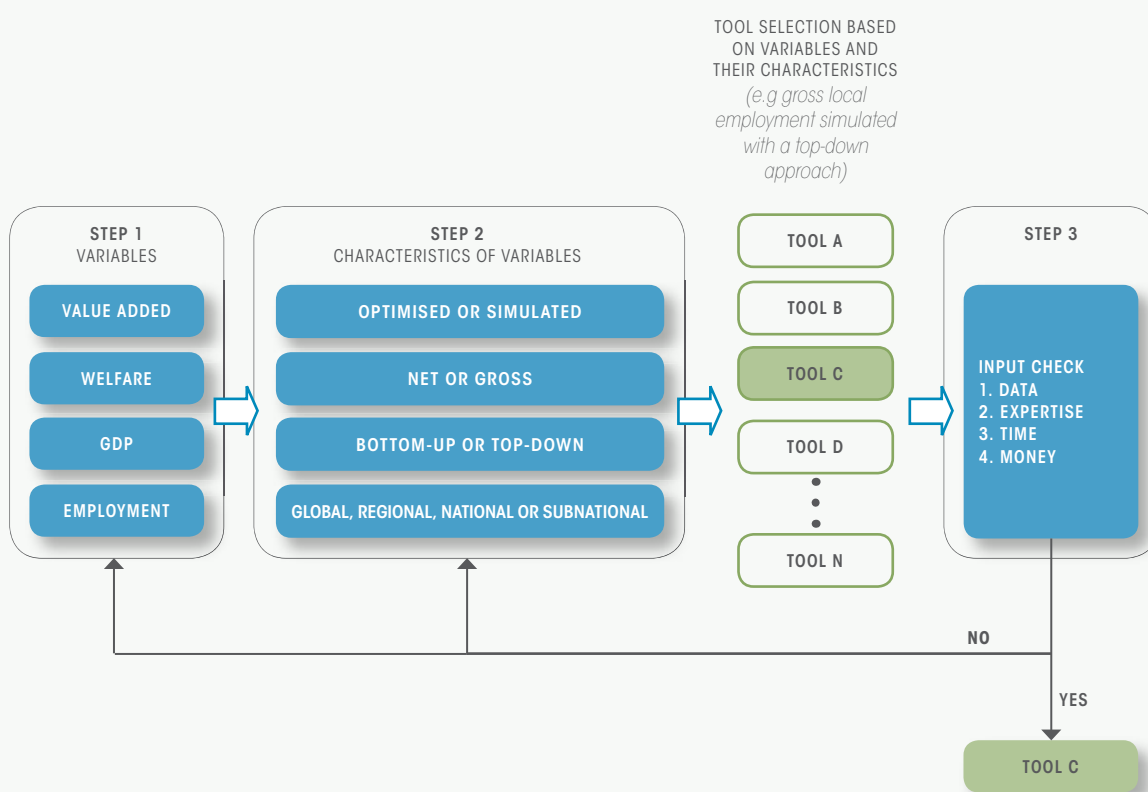 TOOL SELECTION BASED
ON VARIABLES AND
THEIR CHARACTERISTICS
(e.g gross local
employment simulated
with a top-down
approach)
STEP 1
VARIABLES
VALUE ADDED
WELFARE
GDP
EMPLOYMENT
STEP 2
CHARACTERISTICS OF VARIABLES
OPTIMISED OR SIMULATED
NET OR GROSS
BOTTOM-UP OR TOP-DOWN
GLOBAL, REGIONAL, NATIONAL OR SUBNATIONAL
TOOL A
TOOL B
TOOL C
TOOL D
TOOL N
STEP 3
INPUT CHECK
1. DATA
2. EXPERTISE
3. TIME
4. MONEY
NO
YES
TOOL C